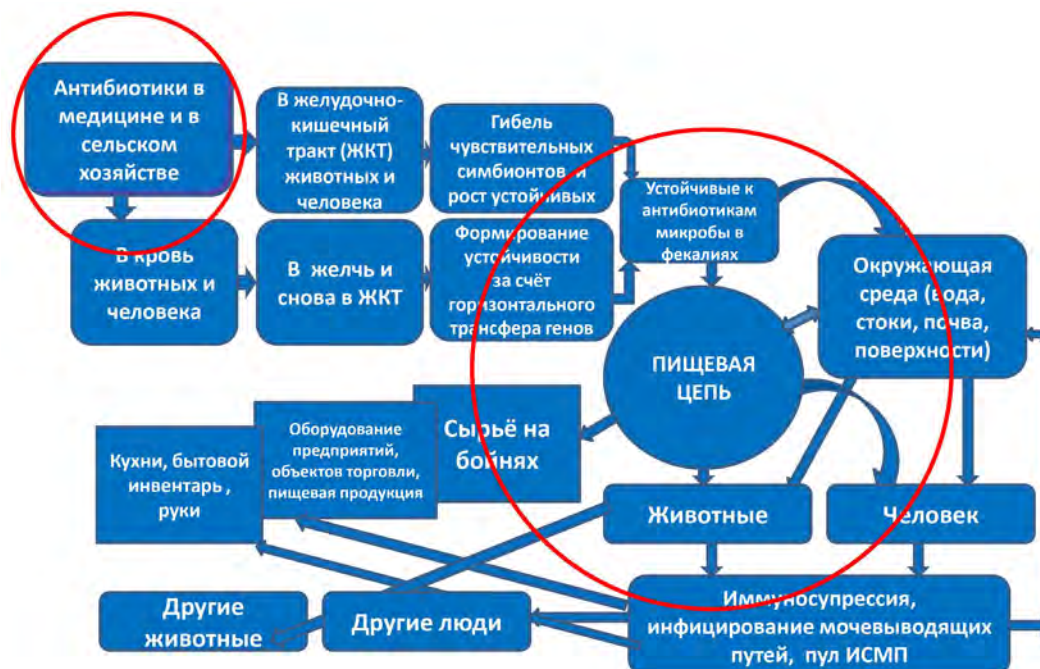 Антибиотики в
медицине и в
сельском
хозяйстве
В желудочно-
кишечный
тракт (ЖКТ)
животных и
человека
Гибель
чувствительных
симбионтов и
рост устойчивых
Устойчивые к
антибиотикам
микробы в
фекалиях
В кровь
животных и
человека
В желчь и
снова в ЖКТ
Формирование
устойчивости
за счёт
горизонтального
трансфера генов
Окружающая
среда (вода,
стоки, почва,
поверхности)
ПИЩЕВАЯ
ЦЕПЬ
Сырьё на
бойнях
Оборудование
предприятий,
объектов торговли,
пищевая продукция
Кухни, бытовой
инвентарь ,
руки
Животные
Человек
Другие
животные
Другие люди
Иммуносупрессия,
инфицирование мочевыводящих
путей, пул ИСМП